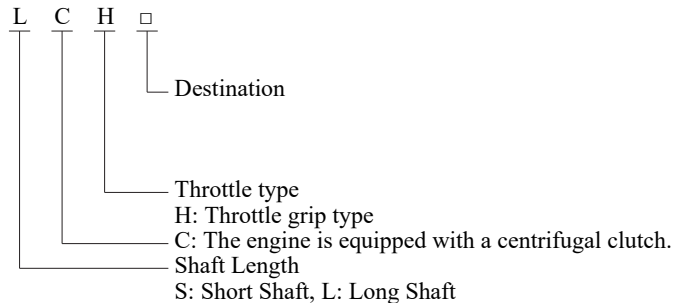 L C H □
Destination
Throttle type
H: Throttle grip type
C: The engine is equipped with a centrifugal clutch.
Shaft Length
S: Short Shaft, L: Long Shaft